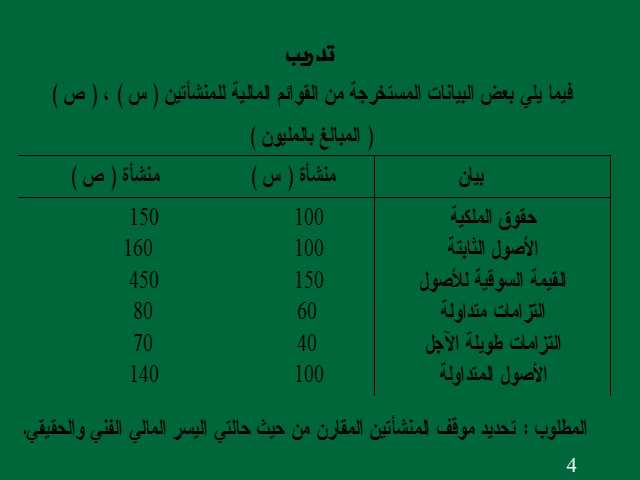 تدريب
فيما يلي بعض البيانات المستخرجة من القوائم المالية للمنشأتين ( س ) ، ( ص )
( المبالغ بالمليون )
بيان منشأة ( س ) منشأة ( ص )
حقوق الملكية 100 150
الأصول الثابتة 100 160
القيمة السوقية للأصول 150 450
التزامات متداولة 60 80
التزامات طويلة الآجل 40 70
الأصول المتداولة 100 140
المطلوب : تحديد موقف المنشأتين المقارن من حيث حالتي اليسر المالي الفني والحقيقي.
4